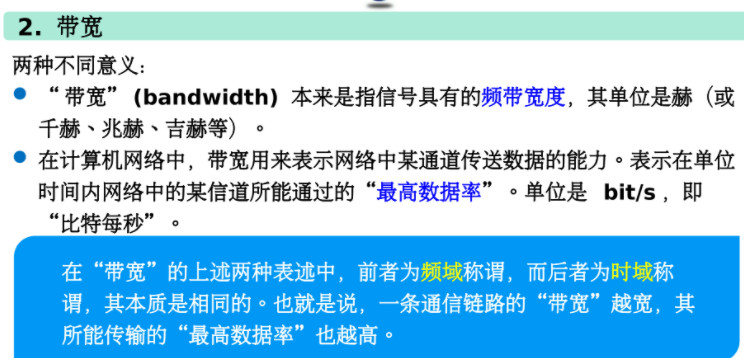 2. 带宽
两种不同意义：
● “带宽” (bandwidth) 本来是指信号具有的频带宽度，其单位是赫（或
千赫、兆赫、吉赫等）。
● 在计算机网络中，带宽用来表示网络中某通道传送数据的能力。表示在单位
时间内网络中的某信道所能通过的“最高数据率”。单位是 bit/s ，即
“比特每秒”。
在“带宽”的上述两种表述中，前者为频域称谓，而后者为时域称
谓，其本质是相同的。也就是说，一条通信链路的“带宽”越宽，其
所能传输的“最高数据率”也越高。